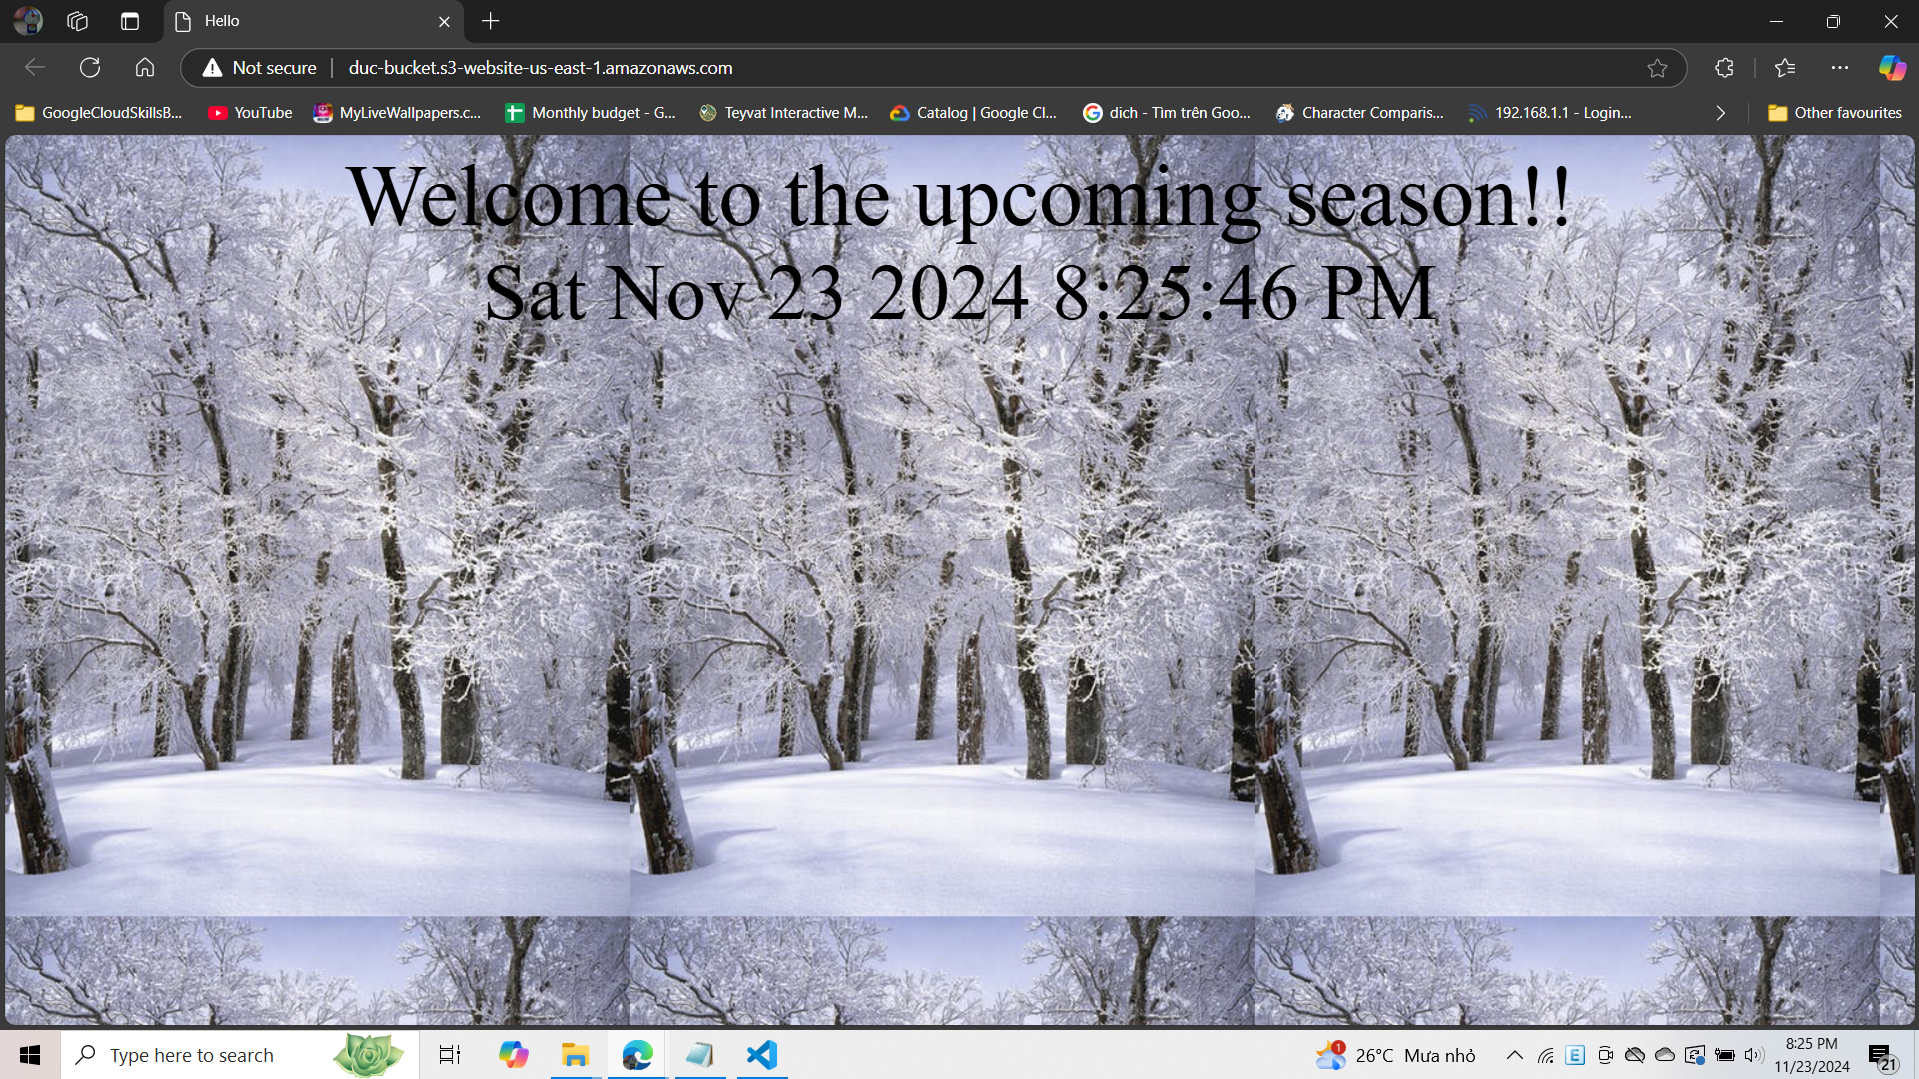 Hello
Not secure
duc-bucket.s3-website-us-east-1.amazonaws.com
GoogleCloudSkillsB...
YouTube
MyLiveWallpapers.c...
Monthly budget - G...
Teyvat Interactive M...
Catalog | Google Cl...
dich - Tìm trên Goo...
Character Comparis...
192.168.1.1 - Login...
Other favourites
Welcome to the upcoming season!!
Sat Nov 23 2024 8:25:46 PM
Type here to search
1
26°C Mưa nhỏ
E
8:25 PM
11/23/2024
21